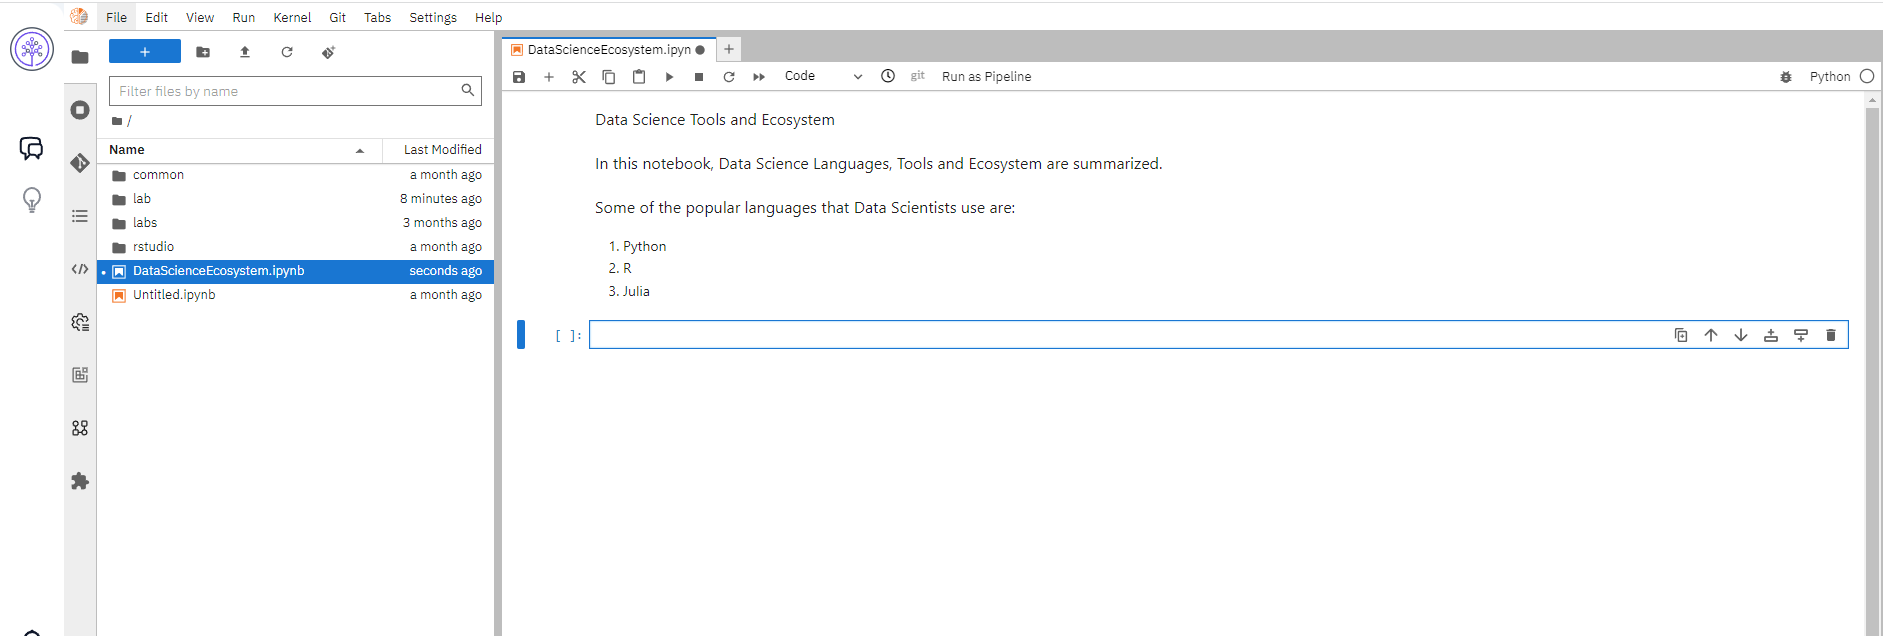 File Edit View Run Kernel Git Tabs Settings Help
+
Filter files by name
/
Name Last Modified
common a month ago
lab 8 minutes ago
labs 3 months ago
rstudio a month ago
DataScienceEcosystem.ipynb seconds ago
Untitled.ipynb a month ago
DataScienceEcosystem.ipyn
Code git Run as Pipeline Python
Data Science Tools and Ecosystem
In this notebook, Data Science Languages, Tools and Ecosystem are summarized.
Some of the popular languages that Data Scientists use are:
1. Python
2. R
3. Julia
[ ]: